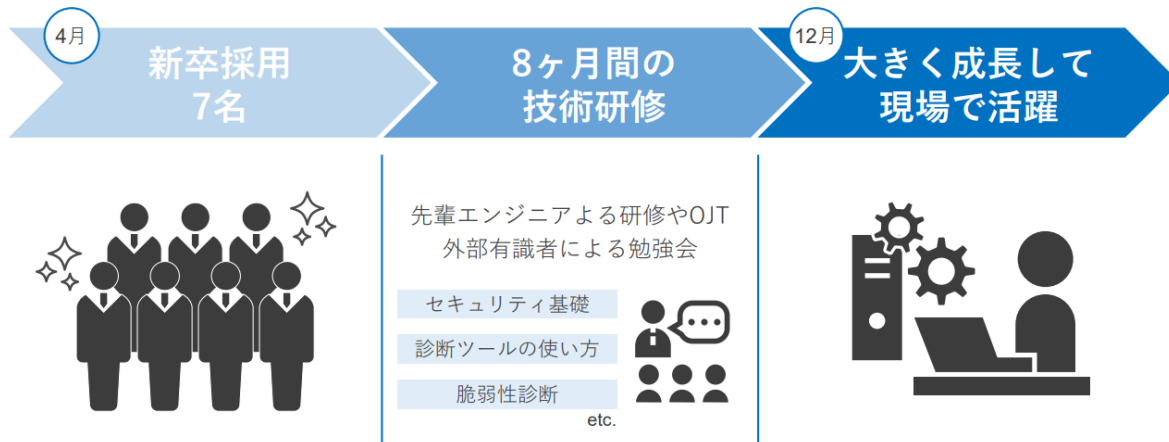 4月
新卒採用
7名
8ヶ月間の
技術研修
12月
大きく成長して
現場で活躍
先輩エンジニアよる研修やOJT
外部有識者による勉強会
セキュリティ基礎
診断ツールの使い方
脆弱性診断
etc.